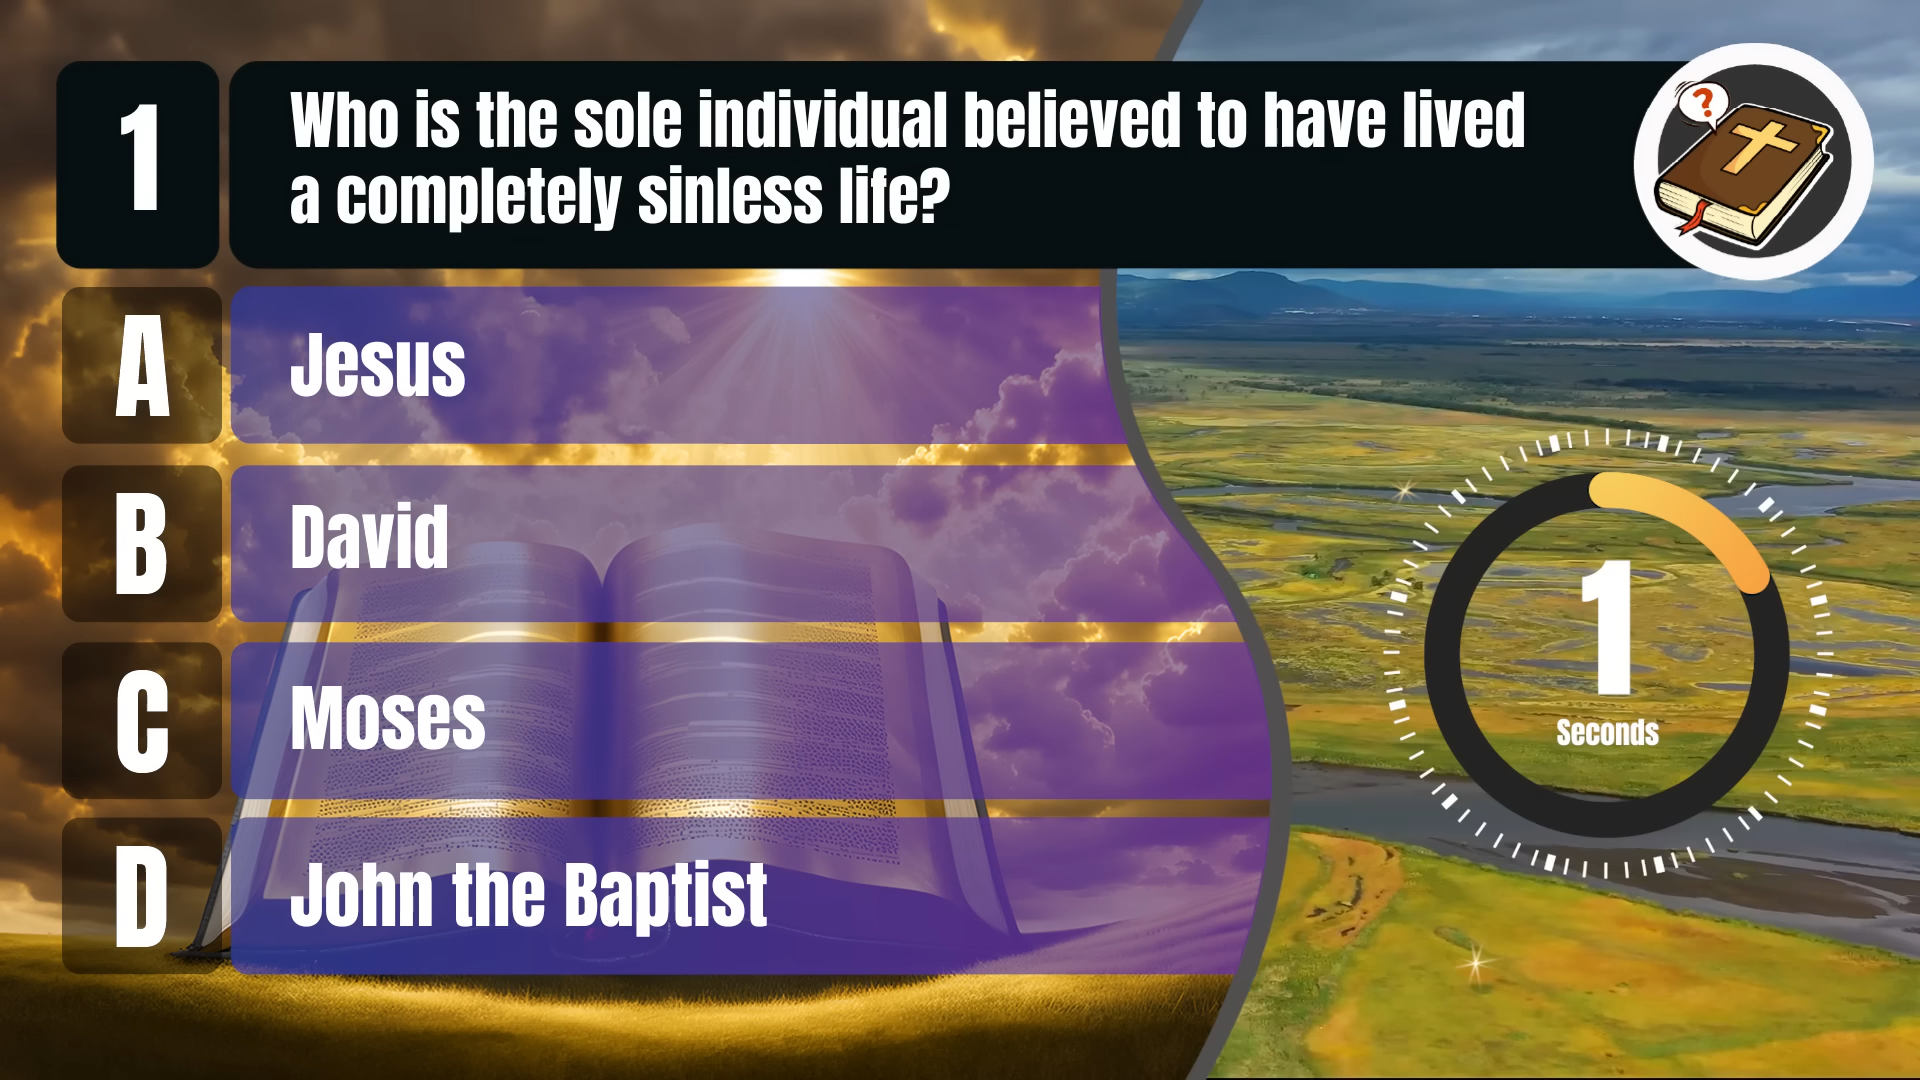 1
Who is the sole individual believed to have lived
a completely sinless life?
?
A
Jesus
B
David
C
Moses
D
John the Baptist
1
Seconds